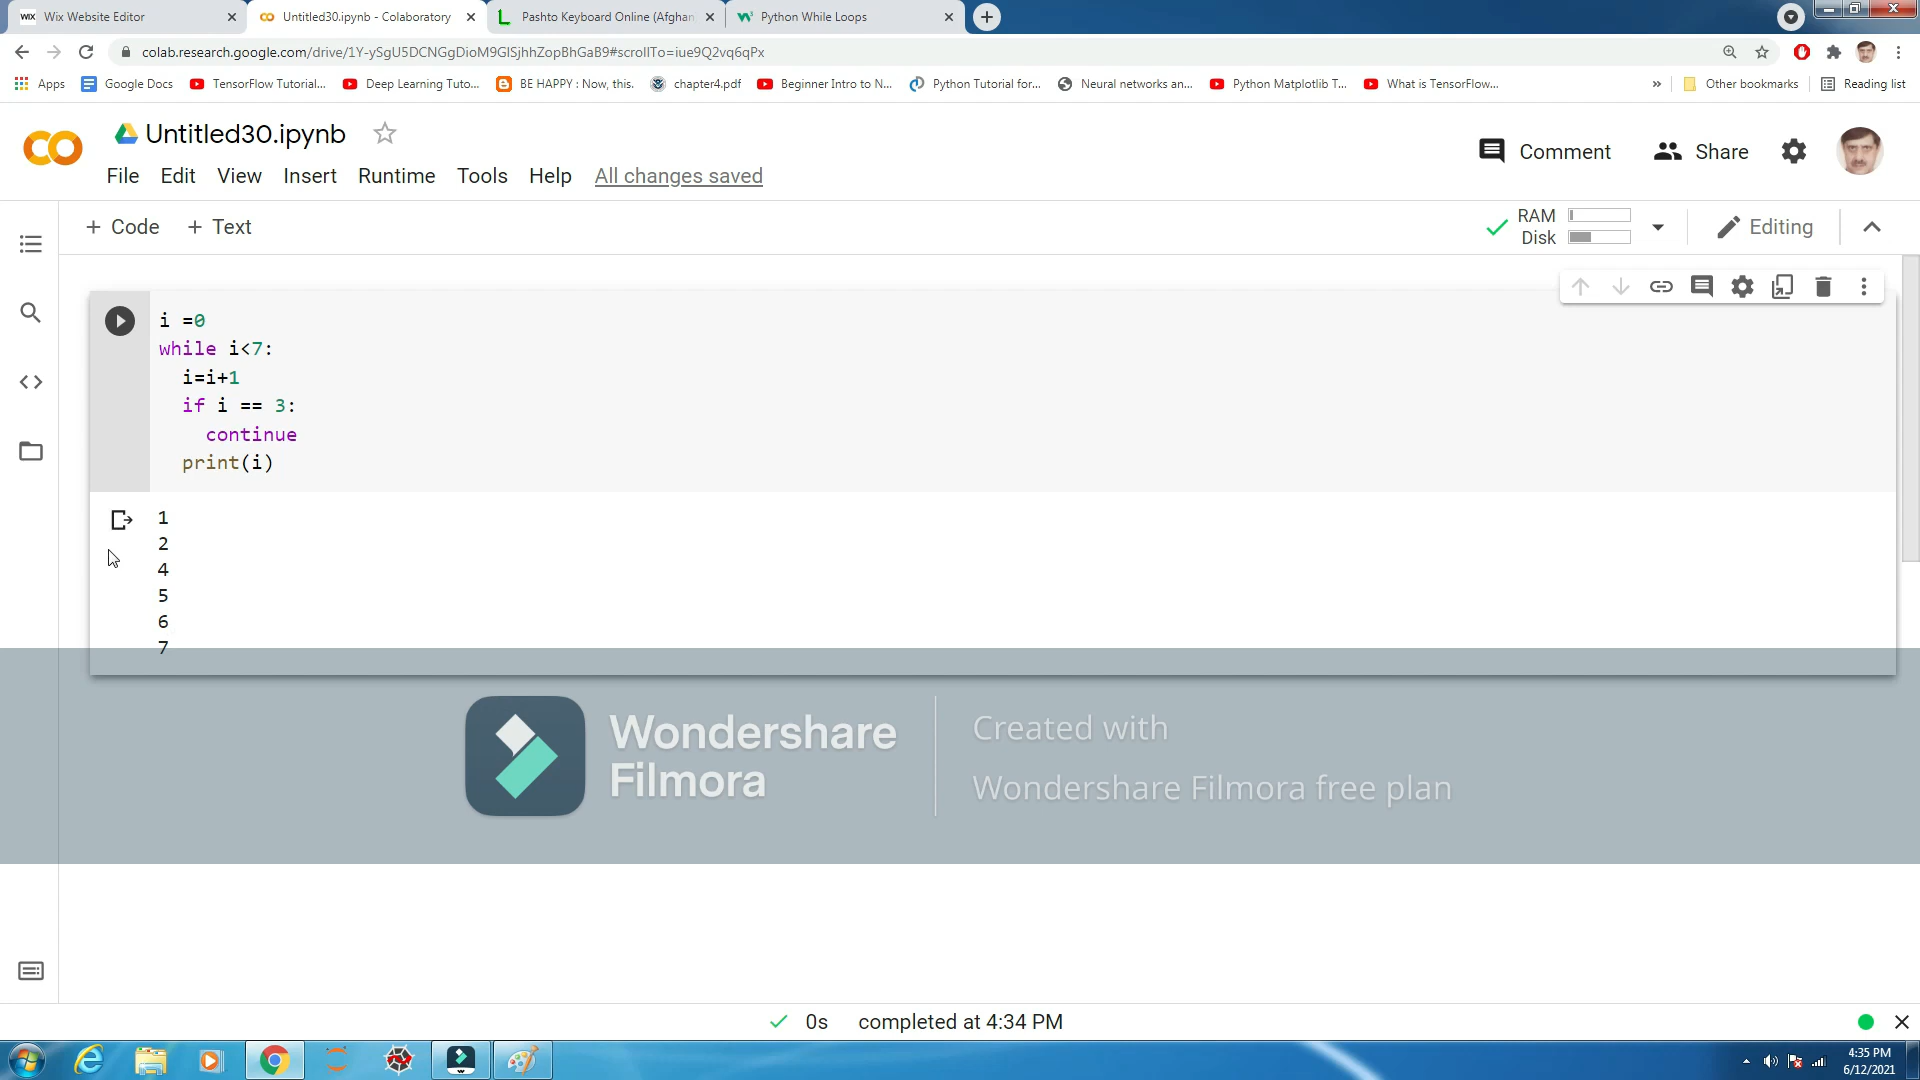 WIX Wix Website Editor
Untitled30.ipynb - Colaboratory
Pashto Keyboard Online (Afghan
Python While Loops
colab.research.google.com/drive/1Y-ySgU5DCNGgDioM9GISjhhZopBhGaB9#scrollTo=iue9Q2vq6qPx
Apps
Google Docs
TensorFlow Tutorial...
Deep Learning Tuto...
BE HAPPY : Now, this.
chapter4.pdf
Beginner Intro to N...
Python Tutorial for...
Neural networks an...
Python Matplotlib T...
What is TensorFlow...
»
Other bookmarks
Reading list
Untitled30.ipynb
Comment
Share
File Edit View Insert Runtime Tools Help All changes saved
+ Code + Text
RAM
Disk
Editing
i =0
while i<7:
i=i+1
if i == 3:
continue
print(i)
1
2
4
5
6
7
Wondershare
Filmora
Created with
Wondershare Filmora free plan
0s completed at 4:34 PM
4:35 PM
6/12/2021